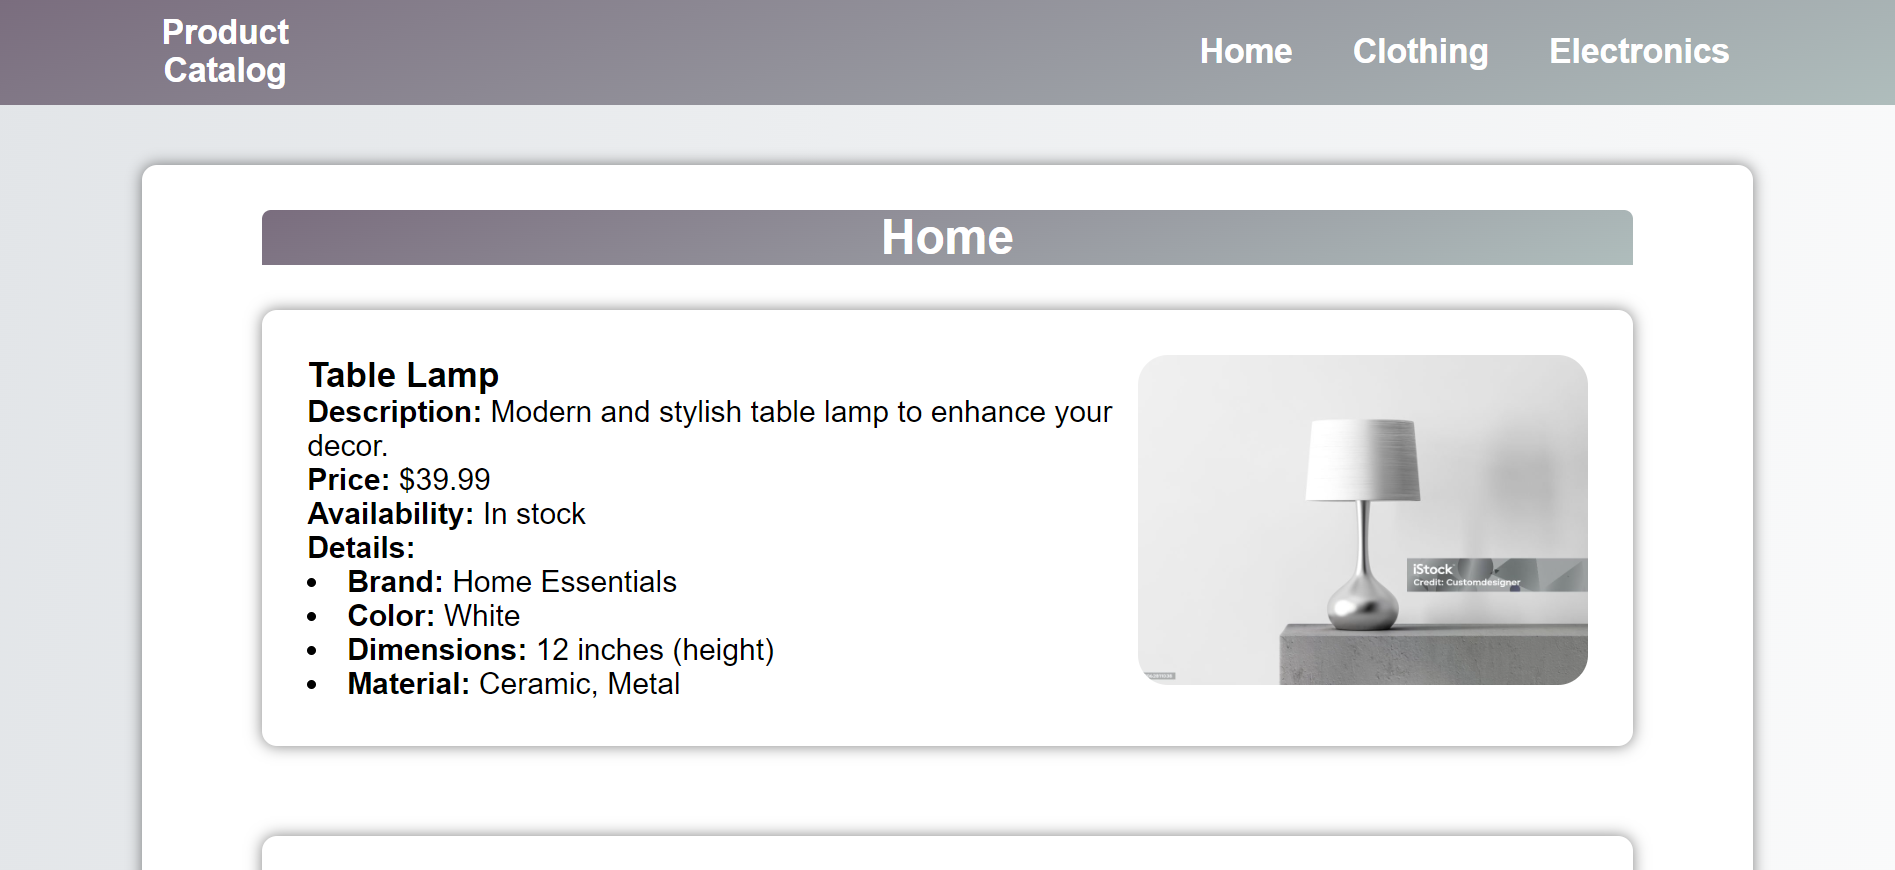 Product
Catalog
Home
Clothing
Electronics
Home
Table Lamp
Description: Modern and stylish table lamp to enhance your
decor.
Price: $39.99
Availability: In stock
Details:
• Brand: Home Essentials
• Color: White
• Dimensions: 12 inches (height)
• Material: Ceramic, Metal
iStock
Credit: Customdesigner